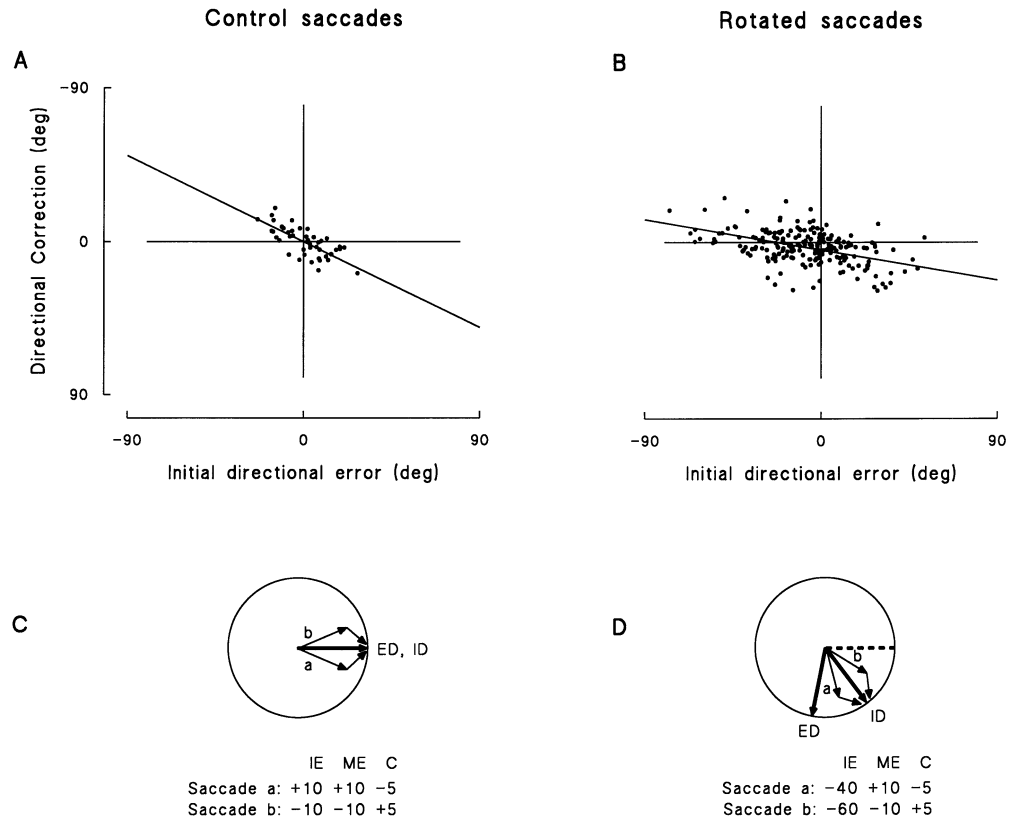 Control saccades
Rotated saccades
A
B
-90
0
90
Directional Correction (deg)
-90
0
90
Initial directional error (deg)
-90
0
90
Initial directional error (deg)
C
b
a
ED, ID
D
b
a
ID
ED
IE ME C
Saccade a: +10 +10 -5
Saccade b: -10 -10 +5
IE ME C
Saccade a: -40 +10 -5
Saccade b: -60 -10 +5